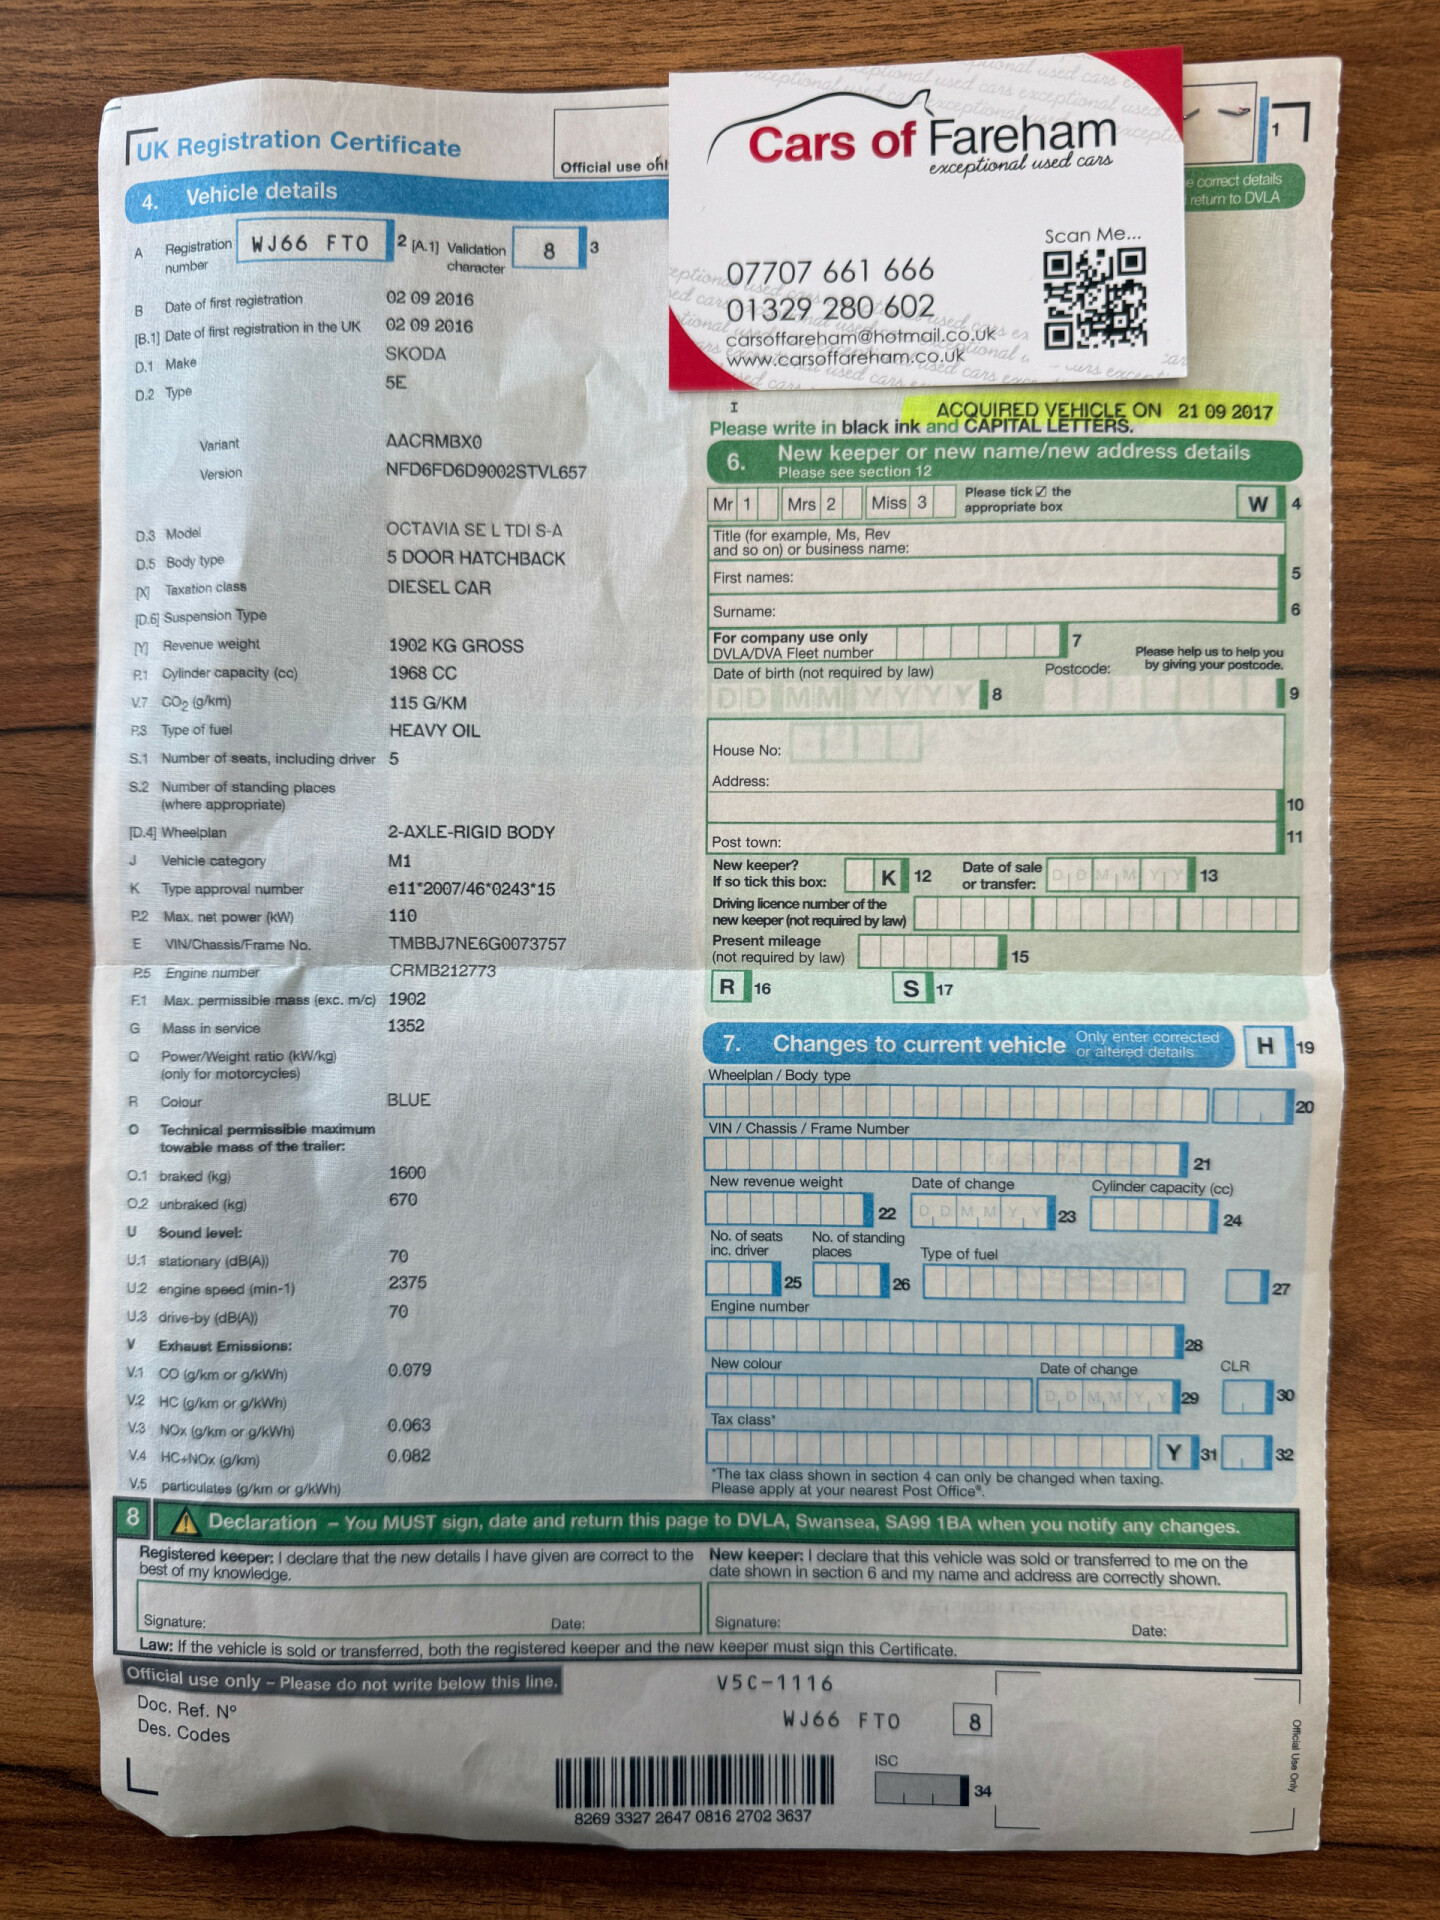 UK Registration Certificate
Official use onl
1
4. Vehicle details
e correct details
return to DVLA
A Registration number WJ66 FTO 2 [A.1] Validation character 8 3
B Date of first registration 02 09 2016
[B.1] Date of first registration in the UK 02 09 2016
D.1 Make SKODA
D.2 Type 5E
Variant AACRMBX0
Version NFD6FD6D9002STVL657
D.3 Model OCTAVIA SE L TDI S-A
D.5 Body type 5 DOOR HATCHBACK
[X] Taxation class DIESEL CAR
[D.6] Suspension Type
[Y] Revenue weight 1902 KG GROSS
P.1 Cylinder capacity (cc) 1968 CC
V.7 CO2 (g/km) 115 G/KM
P.3 Type of fuel HEAVY OIL
S.1 Number of seats, including driver 5
S.2 Number of standing places
(where appropriate)
[D.4] Wheelplan 2-AXLE-RIGID BODY
J Vehicle category M1
K Type approval number e11*2007/46*0243*15
P.2 Max. net power (kW) 110
E VIN/Chassis/Frame No. TMBBJ7NE6G0073757
P.5 Engine number CRMB212773
F.1 Max. permissible mass (exc. m/c) 1902
G Mass in service 1352
Q Power/Weight ratio (kW/kg)
(only for motorcycles)
R Colour BLUE
O Technical permissible maximum
towable mass of the trailer:
O.1 braked (kg) 1600
O.2 unbraked (kg) 670
U Sound level:
U.1 stationary (dB(A)) 70
U.2 engine speed (min-1) 2375
U.3 drive-by (dB(A)) 70
V Exhaust Emissions:
V.1 CO (g/km or g/kWh) 0.079
V.2 HC (g/km or g/kWh)
V.3 NOx (g/km or g/kWh) 0.063
V.4 HC+NOx (g/km) 0.082
V.5 particulates (g/km or g/kWh)
Cars of Fareham
exceptional used cars
Scan Me...
07707 661 666
01329 280 602
carsoffareham@hotmail.co.uk
www.carsoffareham.co.uk
I ACQUIRED VEHICLE ON 21 09 2017
Please write in black ink and CAPITAL LETTERS.
6. New keeper or new name/new address details
Please see section 12
Mr 1 Mrs 2 Miss 3 Please tick ☑ the
appropriate box W 4
Title (for example, Ms, Rev
and so on) or business name:
First names: 5
Surname: 6
For company use only
DVLA/DVA Fleet number 7
Please help us to help you
by giving your postcode.
Date of birth (not required by law) Postcode:
D D M M Y Y Y Y 8 9
House No:
Address:
10
Post town: 11
New keeper?
If so tick this box: K 12 Date of sale
or transfer: D D M M Y Y 13
Driving licence number of the
new keeper (not required by law)
Present mileage
(not required by law) 15
R 16 S 17
7. Changes to current vehicle Only enter corrected
or altered details H 19
Wheelplan / Body type
20
VIN / Chassis / Frame Number
21
New revenue weight Date of change Cylinder capacity (cc)
22 D D M M Y Y 23 24
No. of seats
inc. driver No. of standing
places Type of fuel
25 26 27
Engine number
28
New colour Date of change CLR
D D M M Y Y 29 30
Tax class*
Y 31 32
*The tax class shown in section 4 can only be changed when taxing.
Please apply at your nearest Post Office®.
8 Declaration – You MUST sign, date and return this page to DVLA, Swansea, SA99 1BA when you notify any changes.
Registered keeper: I declare that the new details I have given are correct to the
best of my knowledge.
Signature: Date:
New keeper: I declare that this vehicle was sold or transferred to me on the
date shown in section 6 and my name and address are correctly shown.
Signature: Date:
Law: If the vehicle is sold or transferred, both the registered keeper and the new keeper must sign this Certificate.
Official use only – Please do not write below this line.
Doc. Ref. Nº
Des. Codes
V5C-1116
WJ66 FTO 8
ISC
34
8269 3327 2647 0816 2702 3637
Official Use Only